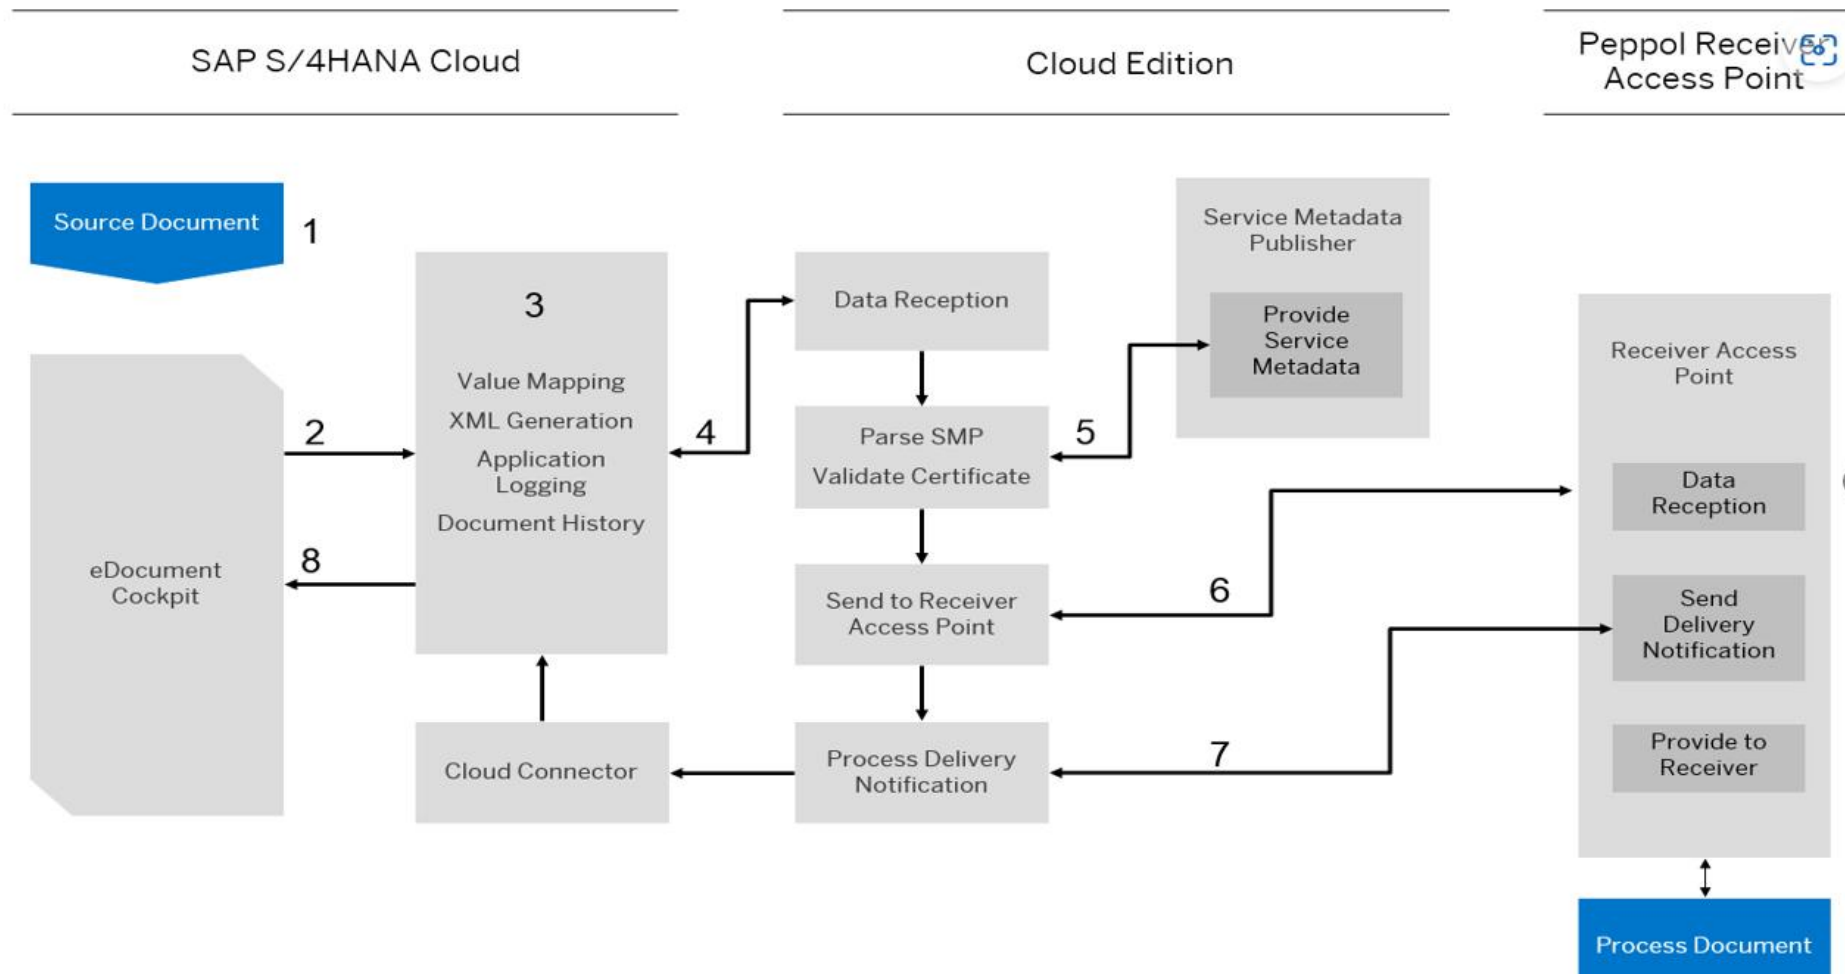 SAP S/4HANA Cloud
Cloud Edition
Peppol Receiver
Access Point
Source Document
1
eDocument
Cockpit
2
8
3
Value Mapping
XML Generation
Application
Logging
Document History
Cloud Connector
4
Data Reception
Parse SMP
Validate Certificate
Send to Receiver
Access Point
Process Delivery
Notification
5
Service Metadata
Publisher
Provide
Service
Metadata
6
7
Receiver Access
Point
Data
Reception
Send
Delivery
Notification
Provide to
Receiver
Process Document